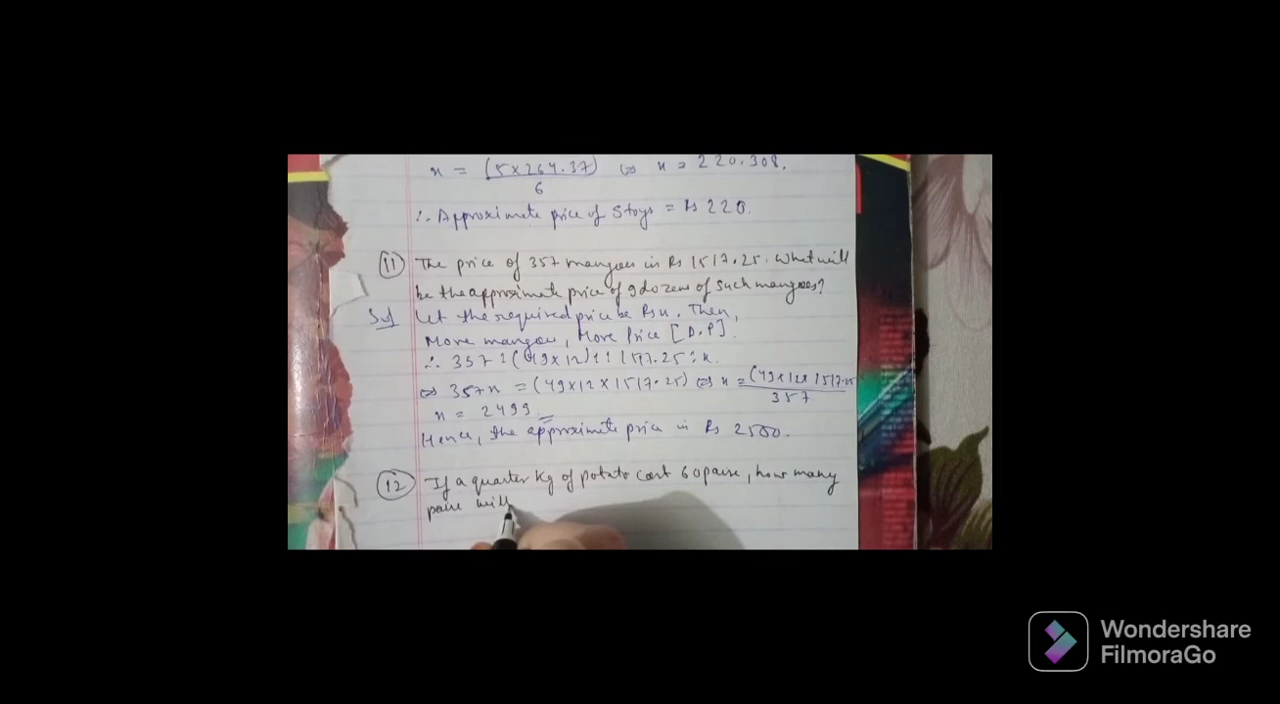 x = (5×264.37) ⇔ x = 220.308.
6
∴ Approximate price of 5 toys = Rs 220.
(11) The price of 357 mangoes is Rs 1517.25. What will
be the approximate price of 9 dozens of such mangoes?
Sol Let the required price be Rs x. Then,
More mangoes, More Price [D.P].
∴ 357 : (49×12) :: 1517.25 : x.
⇔ 357x = (49×12×1517.25) ⇔ x = (49×12×1517.25
357
x = 2499
Hence, the approximate price is Rs 2500.
(12) If a quarter kg of potato cost 60 paise, how many
paise will
Wondershare
FilmoraGo